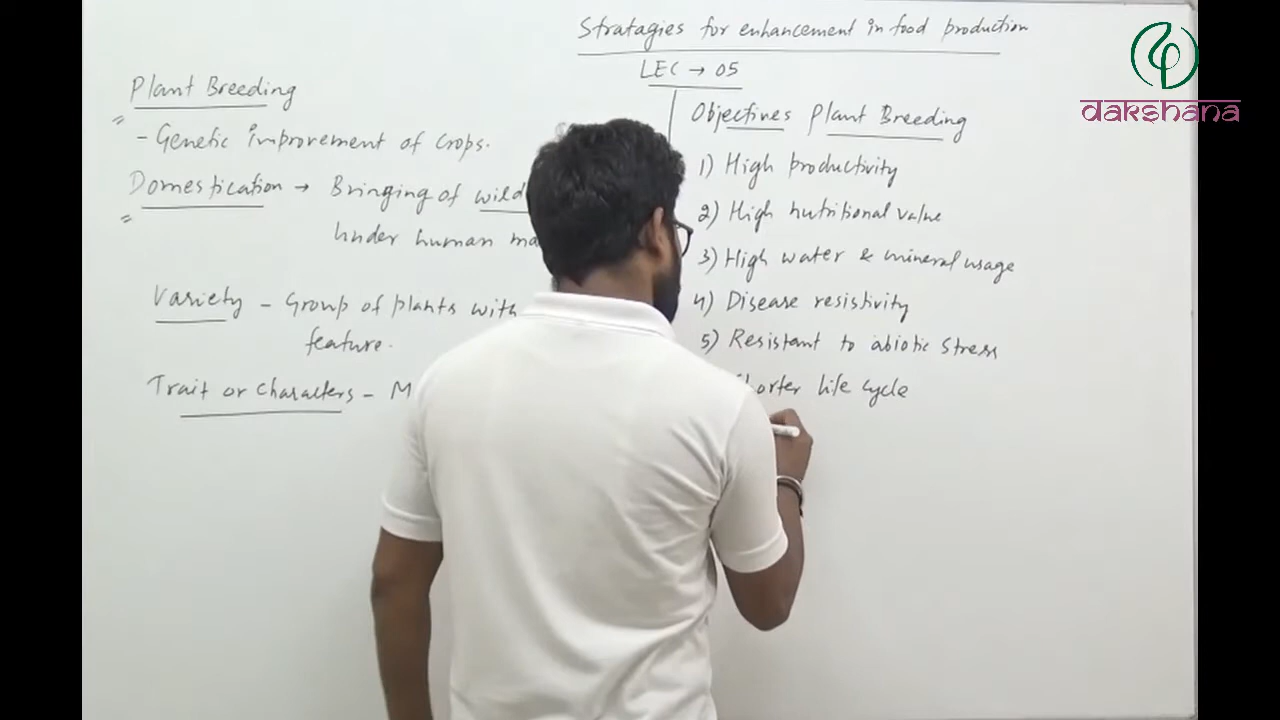 Stratagies for enhancement in food production
LEC → 05
dakshana
Plant Breeding
- Genetic improvement of crops.
Domestication → Bringing of wild
under human
Variety - Group of plants with
feature.
Trait or characters -
Objectives Plant Breeding
1) High productivity
2) High nutritional value
3) High water & mineral usage
4) Disease resistivity
5) Resistant to abiotic stress
Shorter life cycle